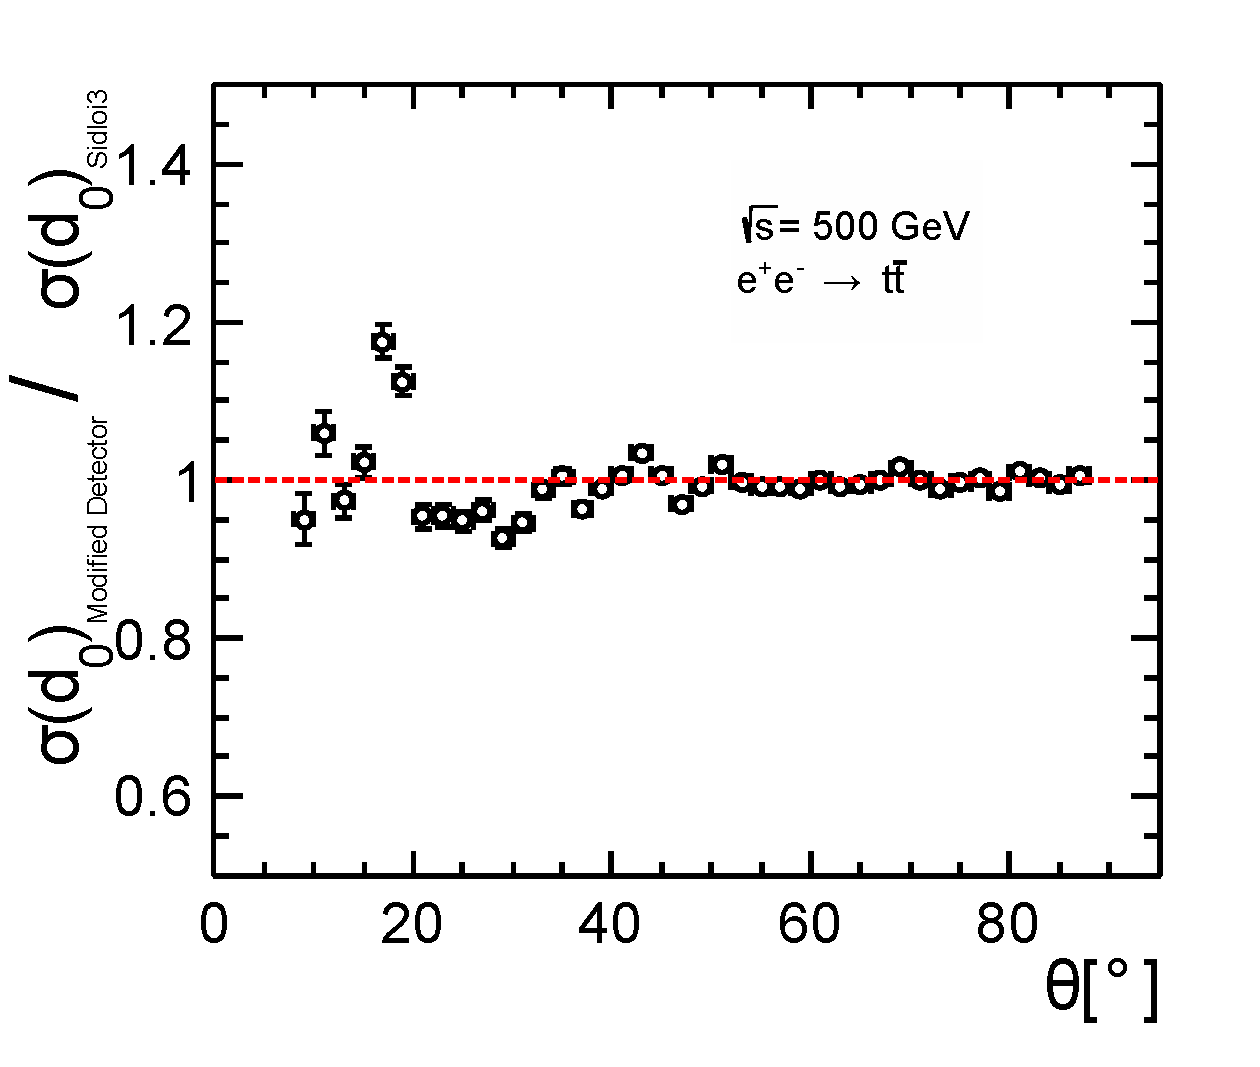 σ(d0)Modified Detector / σ(d0)Sidloi3
1.4
1.2
1
0.8
0.6
√s= 500 GeV
e+e- → tt̄
0 20 40 60 80
θ[°]